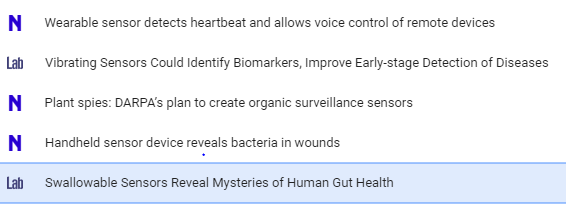 N Wearable sensor detects heartbeat and allows voice control of remote devices
Lab Vibrating Sensors Could Identify Biomarkers, Improve Early-stage Detection of Diseases
N Plant spies: DARPA's plan to create organic surveillance sensors
N Handheld sensor device reveals bacteria in wounds
Lab Swallowable Sensors Reveal Mysteries of Human Gut Health